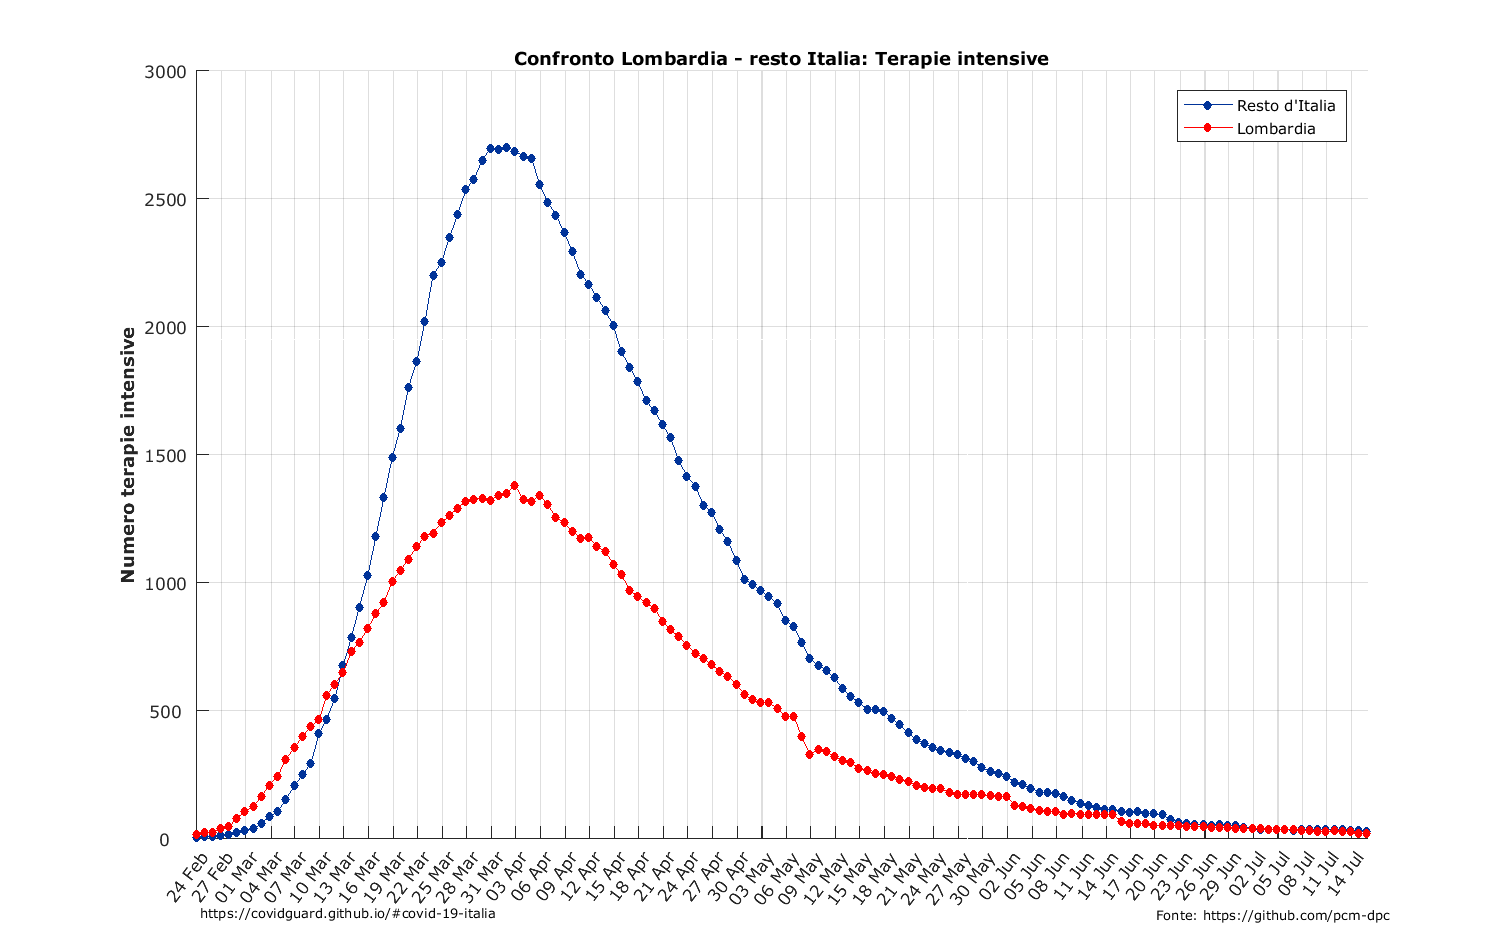 Confronto Lombardia - resto Italia: Terapie intensive
Resto d'Italia
Lombardia
Numero terapie intensive
3000
2500
2000
1500
1000
500
0
24 Feb
27 Feb
01 Mar
04 Mar
07 Mar
10 Mar
13 Mar
16 Mar
19 Mar
22 Mar
25 Mar
28 Mar
31 Mar
03 Apr
06 Apr
09 Apr
12 Apr
15 Apr
18 Apr
21 Apr
24 Apr
27 Apr
30 Apr
03 May
06 May
09 May
12 May
15 May
18 May
21 May
24 May
27 May
30 May
02 Jun
05 Jun
08 Jun
11 Jun
14 Jun
17 Jun
20 Jun
23 Jun
26 Jun
29 Jun
02 Jul
05 Jul
08 Jul
11 Jul
14 Jul
https://covidguard.github.io/#covid-19-italia
Fonte: https://github.com/pcm-dpc